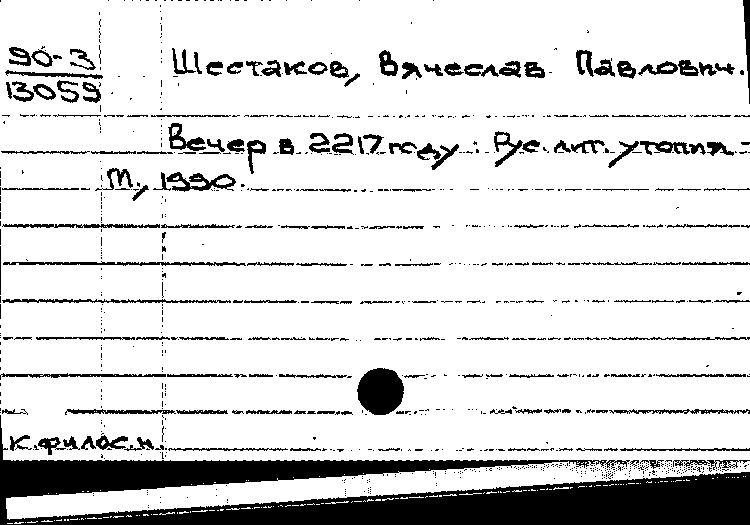 90-3
13059
Шестаков, Вячеслав Павлович.
Вечер в 2217 году : Рус. лит. утопия -
М., 1990.
к.филос.н.